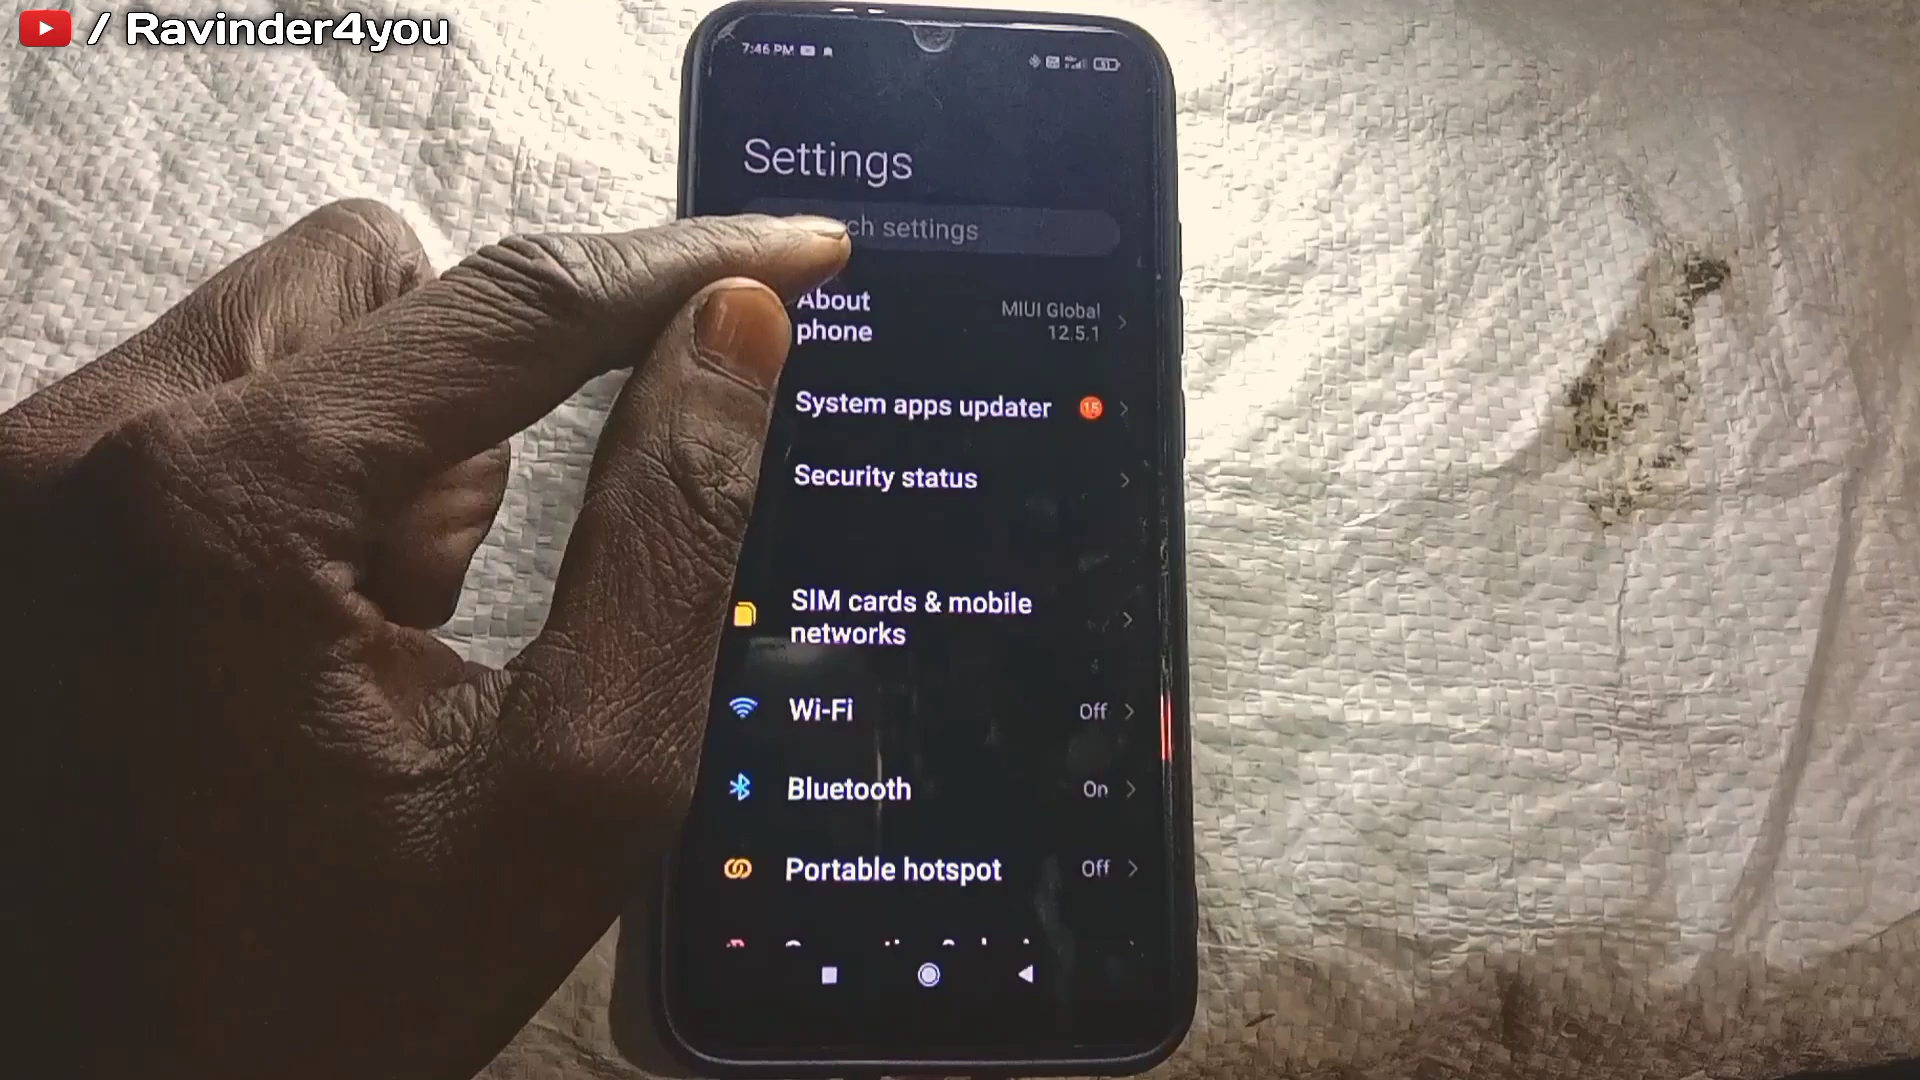 / Ravinder4you
7:46 PM
Settings
ch settings
About
phone
MIUI Global
12.5.1
System apps updater
15
Security status
SIM cards & mobile
networks
Wi-Fi
Off
Bluetooth
On
Portable hotspot
Off